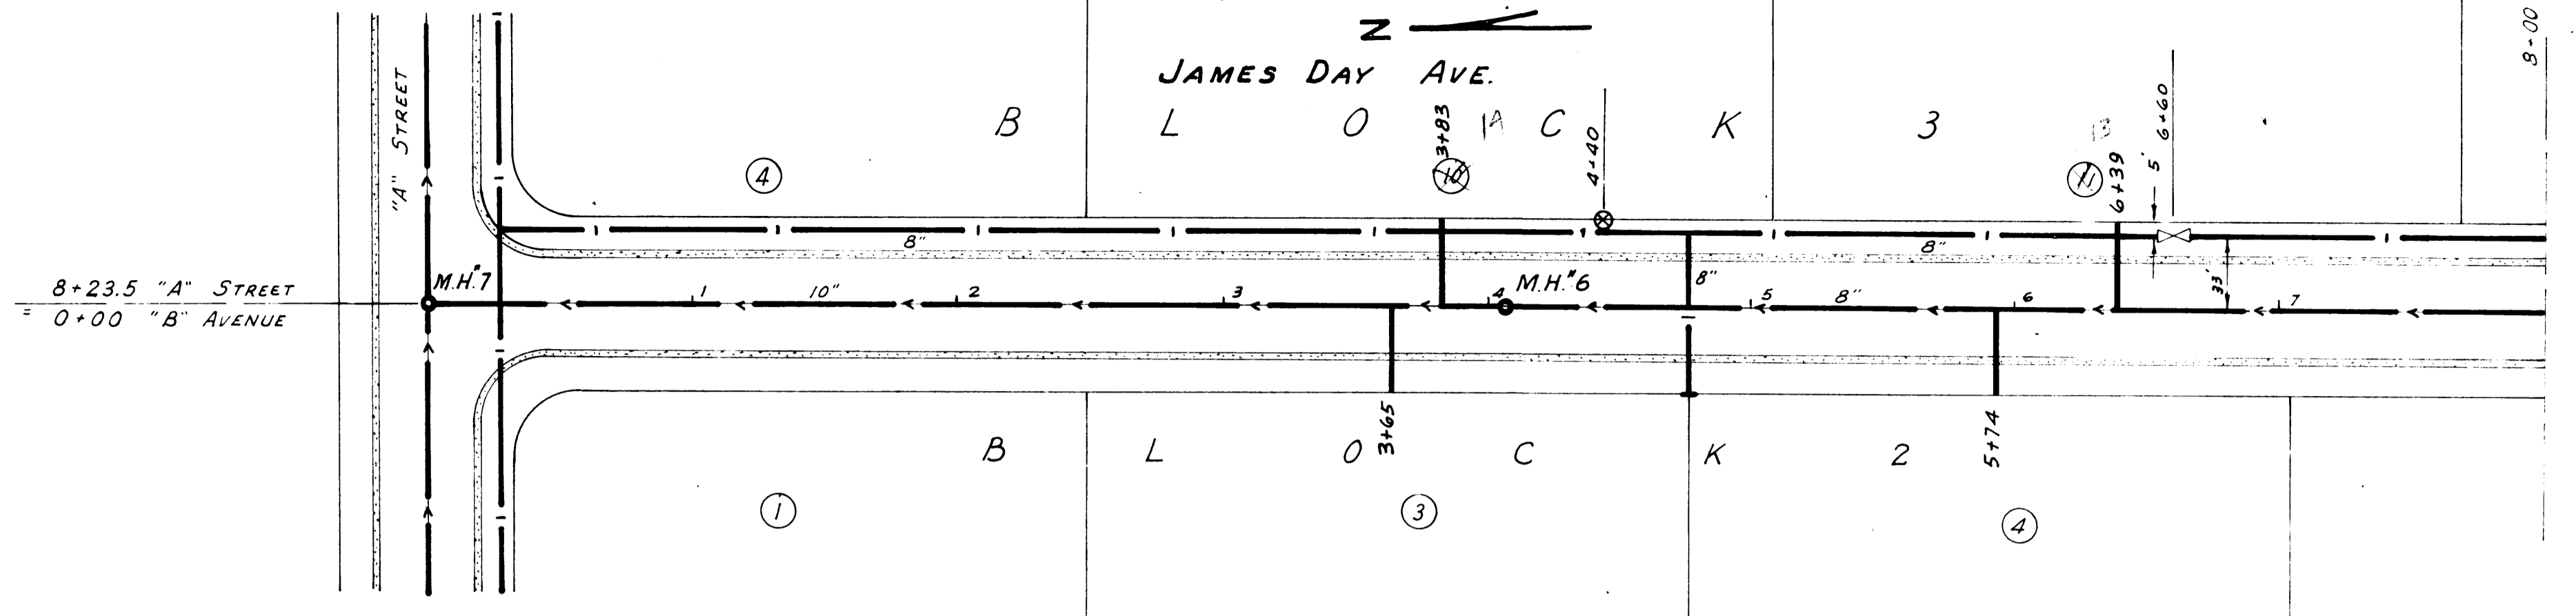 N
JAMES DAY AVE.
8+00
"A" STREET
B L O C K 3
3+83
1A
4+40
13
6+60
6+39
5'
4
8"
8"
M.H.#7
8+23.5 "A" STREET
= 0+00 "B" AVENUE
1
10"
2
3
4
M.H.#6
8"
5
8"
6
33'
7
3+65
5+74
B L O C K 2
1
3
4